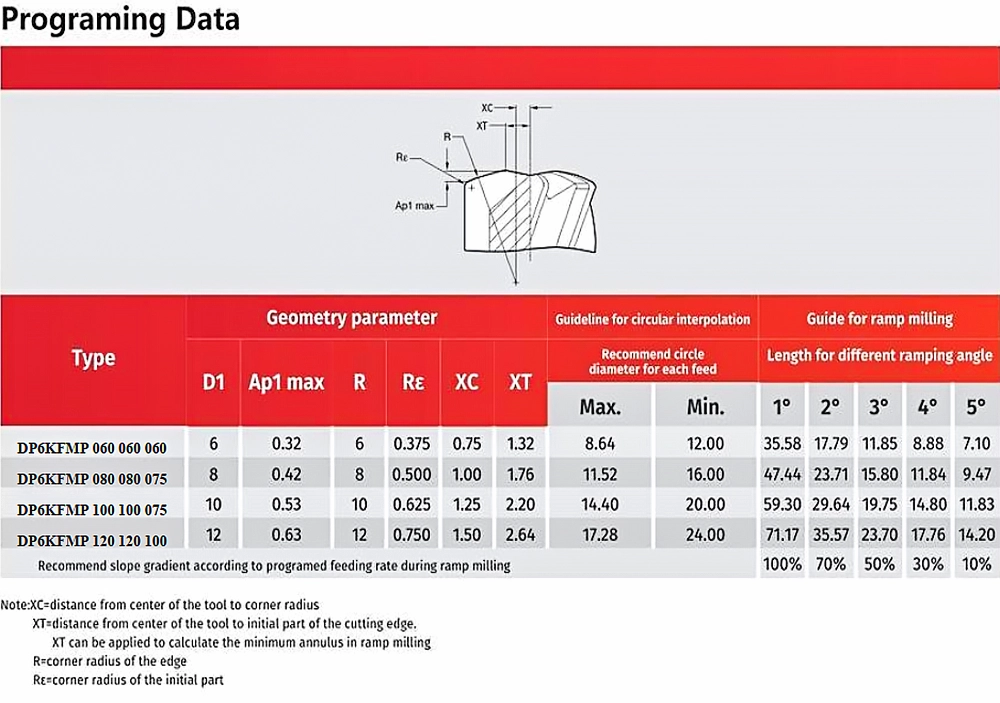 Programing Data
XC
XT
R
Rε
Ap1 max
Type
Geometry parameter
Guideline for circular interpolation
Guide for ramp milling
D1 Ap1 max R Rε XC XT
Recommend circle
diameter for each feed
Length for different ramping angle
Max. Min. 1° 2° 3° 4° 5°
DP6KFMP 060 060 060 6 0.32 6 0.375 0.75 1.32 8.64 12.00 35.58 17.79 11.85 8.88 7.10
DP6KFMP 080 080 075 8 0.42 8 0.500 1.00 1.76 11.52 16.00 47.44 23.71 15.80 11.84 9.47
DP6KFMP 100 100 075 10 0.53 10 0.625 1.25 2.20 14.40 20.00 59.30 29.64 19.75 14.80 11.83
DP6KFMP 120 120 100 12 0.63 12 0.750 1.50 2.64 17.28 24.00 71.17 35.57 23.70 17.76 14.20
Recommend slope gradient according to programed feeding rate during ramp milling 100% 70% 50% 30% 10%
Note:XC=distance from center of the tool to corner radius
XT=distance from center of the tool to initial part of the cutting edge.
XT can be applied to calculate the minimum annulus in ramp milling
R=corner radius of the edge
Rε=corner radius of the initial part